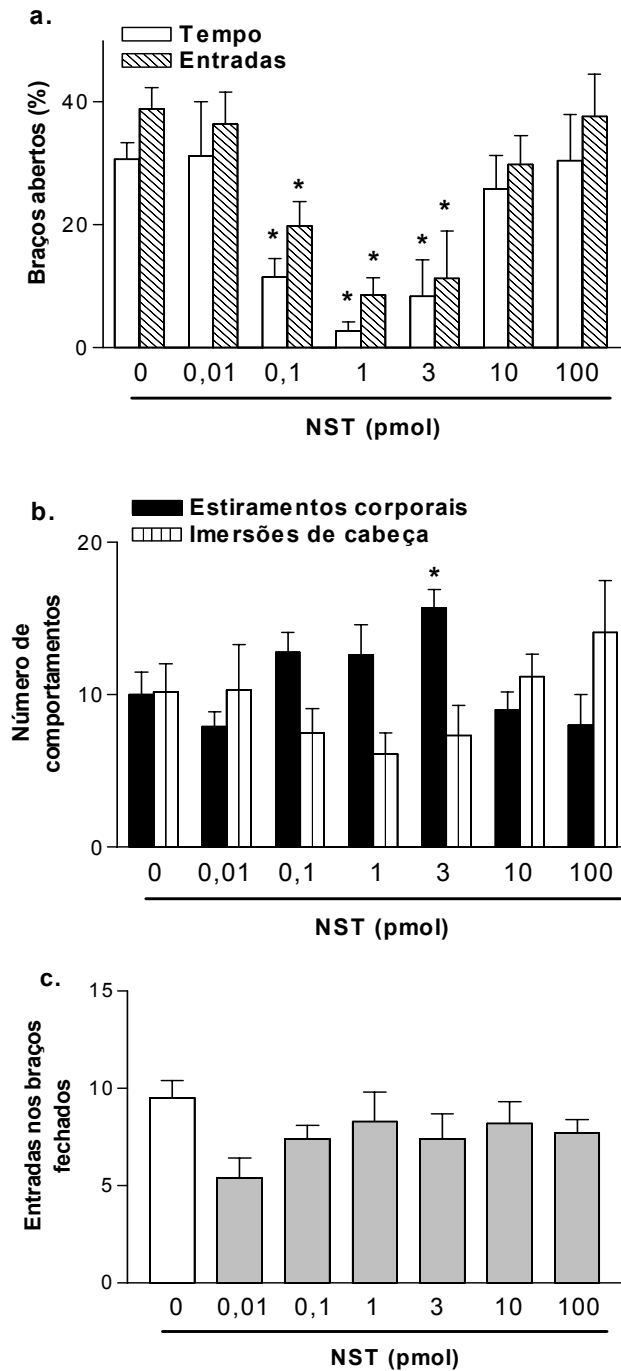 a.
Tempo
Entradas
Braços abertos (%)
40
20
0
*
*
*
*
*
*
0 0,01 0,1 1 3 10 100
NST (pmol)
b.
Estiramentos corporais
Imersões de cabeça
Número de
comportamentos
20
10
0
*
0 0,01 0,1 1 3 10 100
NST (pmol)
c.
Entradas nos braços
fechados
15
10
5
0
0 0,01 0,1 1 3 10 100
NST (pmol)